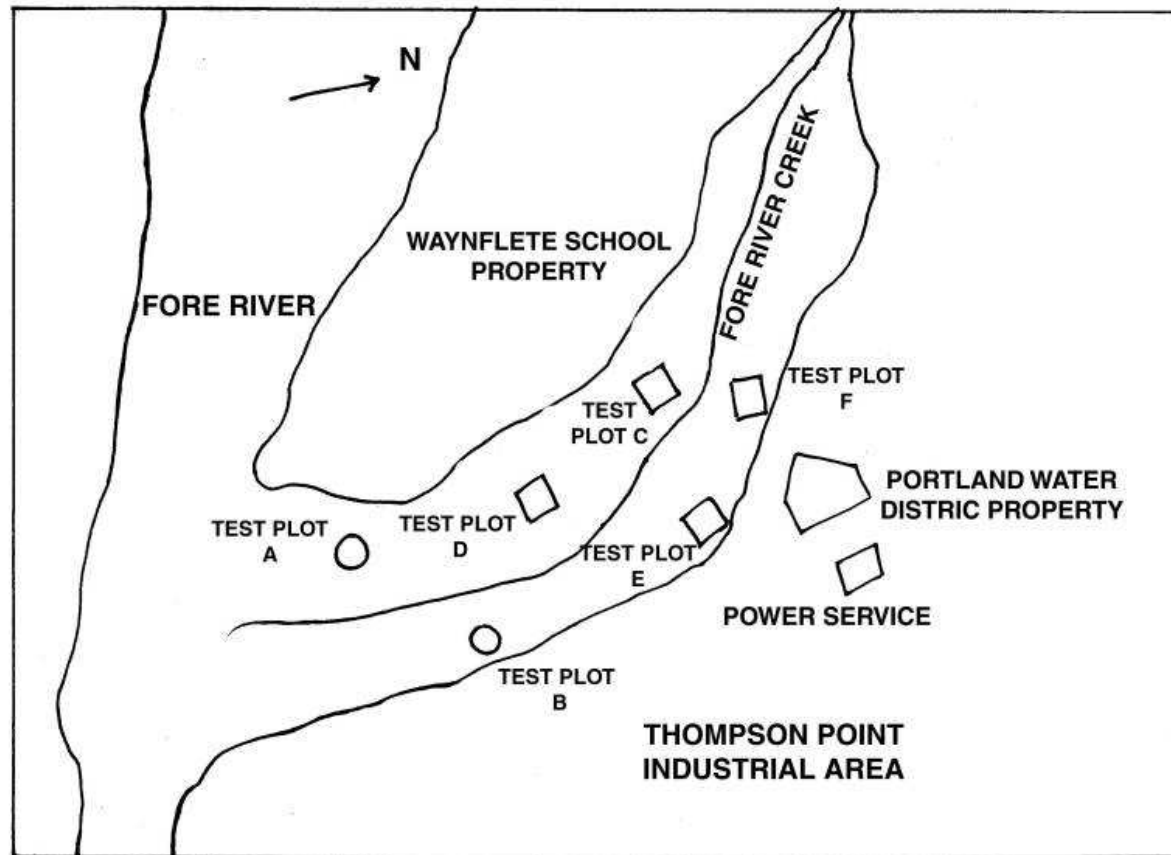 N
WAYNFLETE SCHOOL
PROPERTY
FORE RIVER
FORE RIVER CREEK
TEST PLOT
F
TEST
PLOT C
PORTLAND WATER
DISTRIC PROPERTY
TEST PLOT
A
TEST PLOT
D
TEST PLOT
E
POWER SERVICE
TEST PLOT
B
THOMPSON POINT
INDUSTRIAL AREA